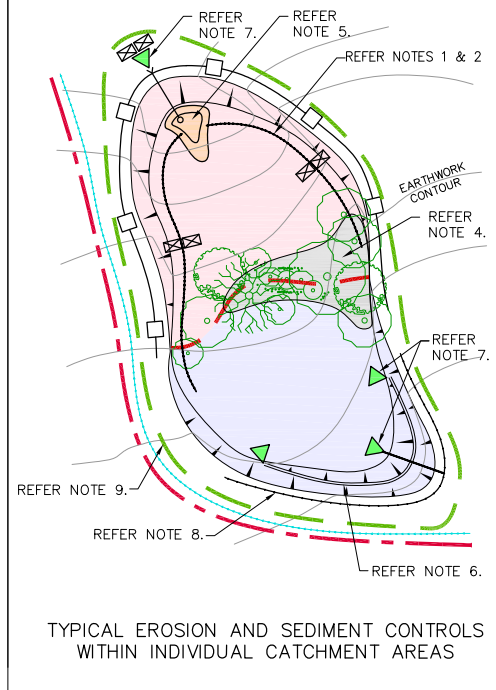 REFER
NOTE 7.
REFER
NOTE 5.
REFER NOTES 1 & 2
EARTHWORK
CONTOUR
REFER
NOTE 4.
REFER
NOTE 7.
REFER NOTE 9.
REFER NOTE 8.
REFER NOTE 6.
TYPICAL EROSION AND SEDIMENT CONTROLS
WITHIN INDIVIDUAL CATCHMENT AREAS